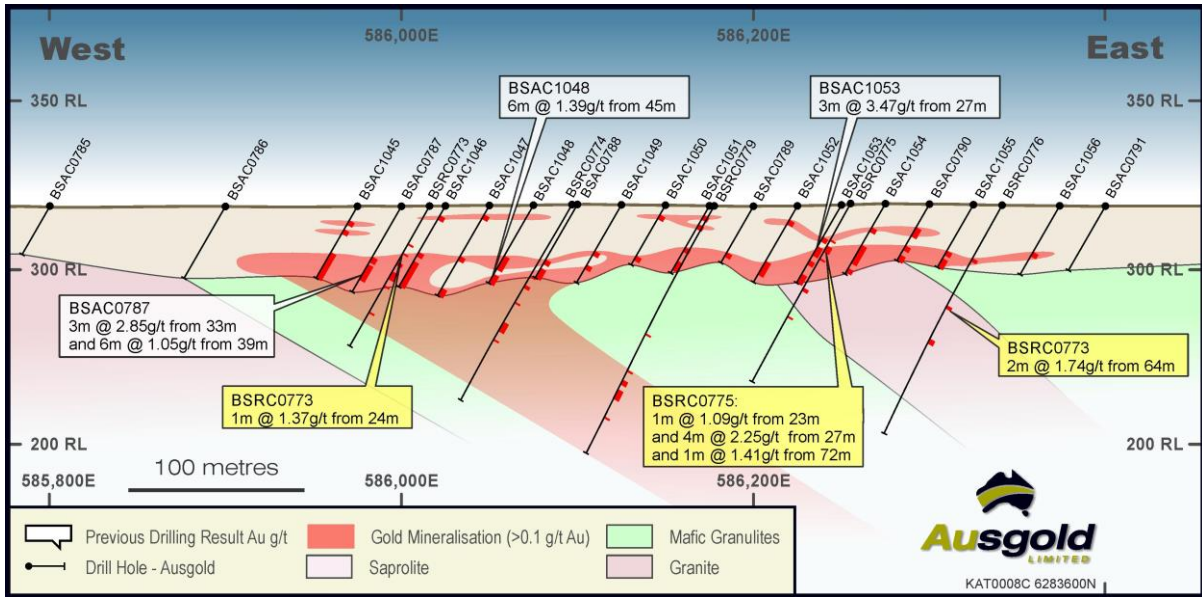 West
586,000E
586,200E
East
350 RL
350 RL
BSAC1048
6m @ 1.39g/t from 45m
BSAC1053
3m @ 3.47g/t from 27m
BSAC0785
BSAC0786
BSAC1045
BSAC0787
BSRC0773
BSAC1046
BSAC1047
BSAC1048
BSRC0774
BSAC0788
BSAC1049
BSAC1050
BSAC1051
BSRC0779
BSAC0789
BSAC1052
BSAC1053
BSRC0775
BSAC1054
BSAC0790
BSAC1055
BSRC0776
BSAC1056
BSAC0791
300 RL
300 RL
BSAC0787
3m @ 2.85g/t from 33m
and 6m @ 1.05g/t from 39m
BSRC0773
1m @ 1.37g/t from 24m
BSRC0775:
1m @ 1.09g/t from 23m
and 4m @ 2.25g/t from 27m
and 1m @ 1.41g/t from 72m
BSRC0773
2m @ 1.74g/t from 64m
200 RL
200 RL
100 metres
585,800E
586,000E
586,200E
Previous Drilling Result Au g/t
Gold Mineralisation (>0.1 g/t Au)
Mafic Granulites
Drill Hole - Ausgold
Saprolite
Granite
Ausgold
LIMITED
KAT0008C 6283600N